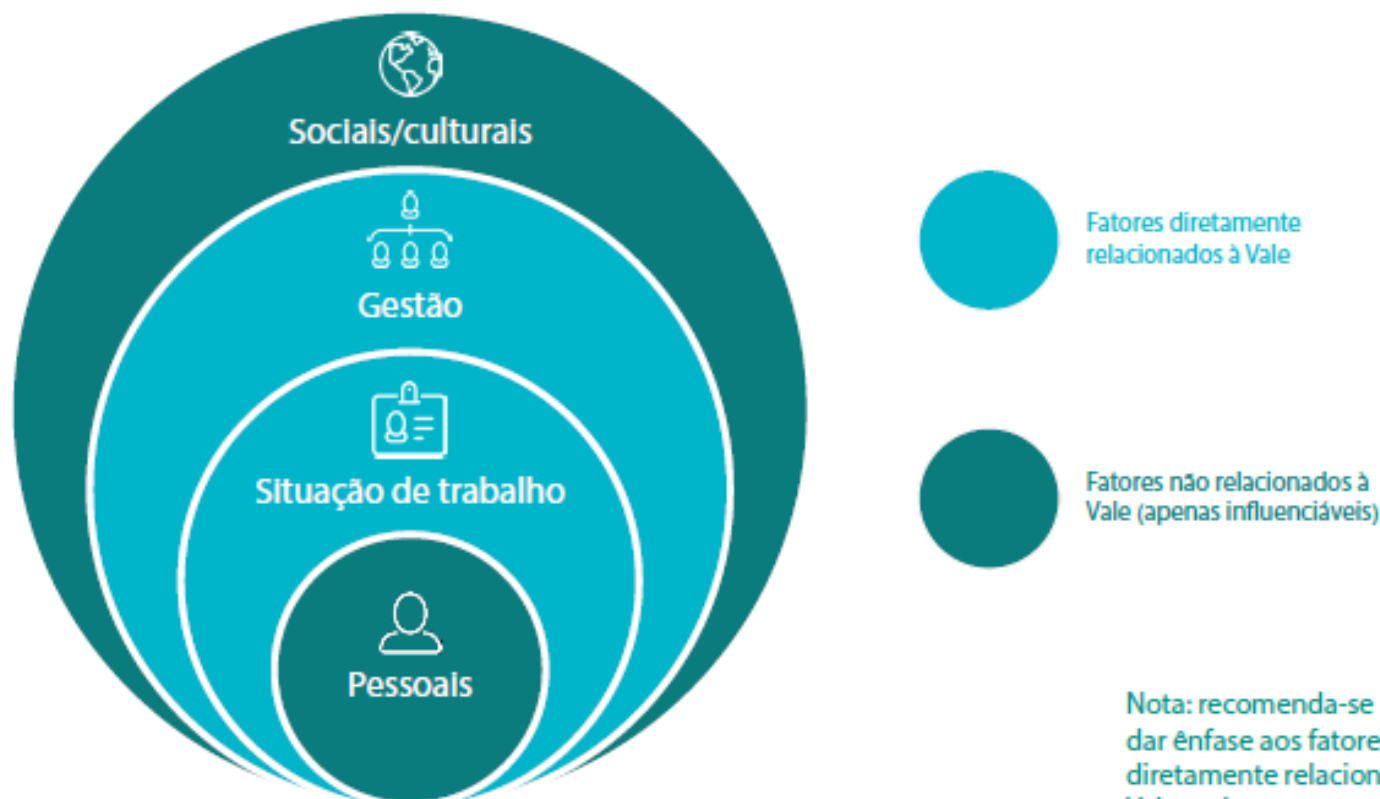 Sociais/culturais
Gestão
Situação de trabalho
Pessoais
Fatores diretamente
relacionados à Vale
Fatores não relacionados à
Vale (apenas influenciáveis)
Nota: recomenda-se
dar ênfase aos fatore
diretamente relacion